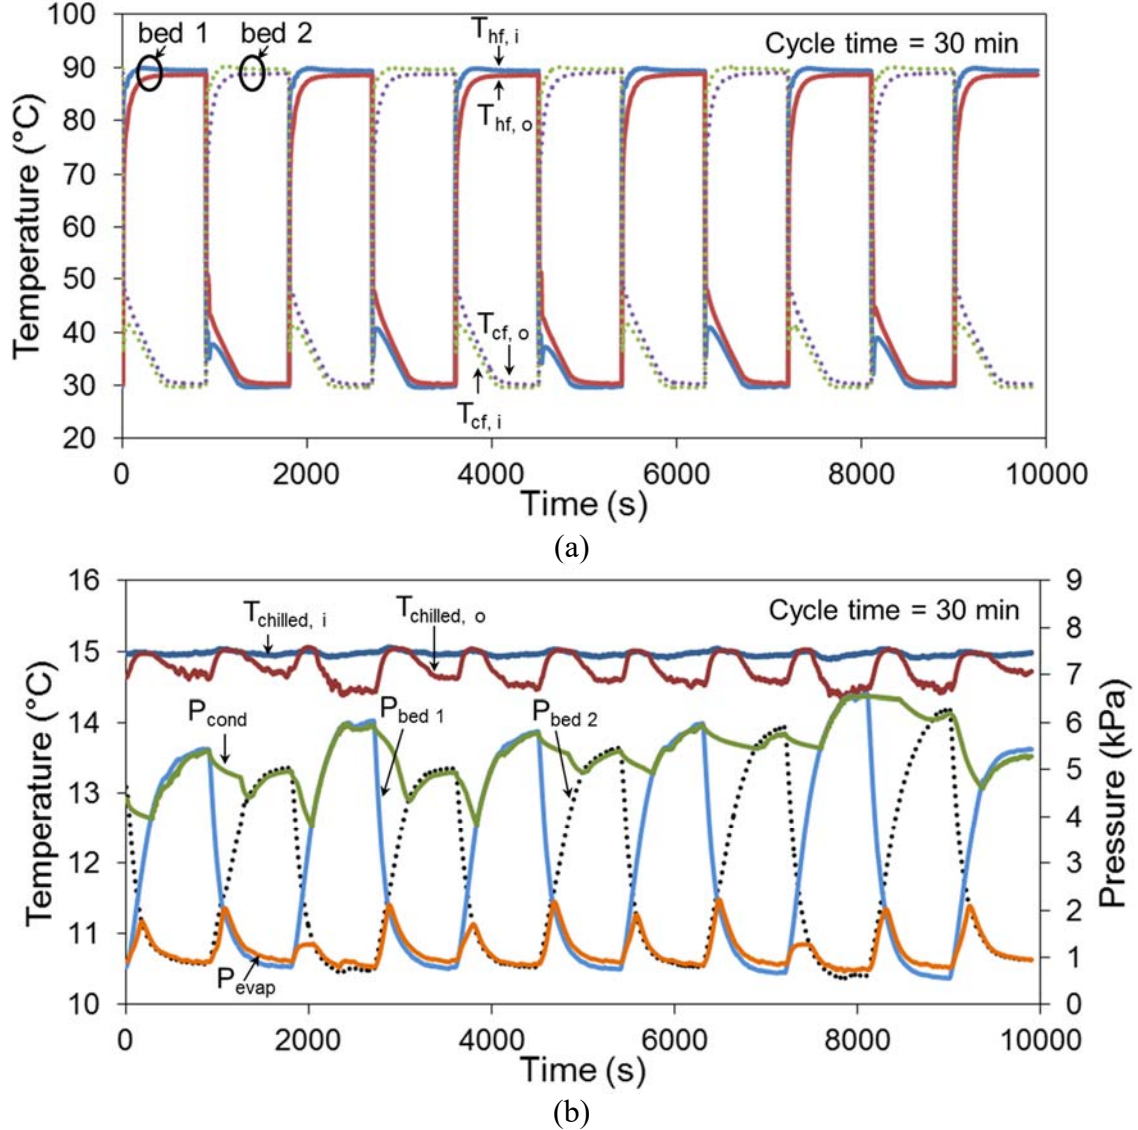 100
90
80
70
60
50
40
30
20
Temperature (°C)
bed 1
bed 2
T hf, i
T hf, o
Cycle time = 30 min
T cf, o
T cf, i
0
2000
4000
6000
8000
10000
Time (s)
(a)
16
15
14
13
12
11
10
Temperature (°C)
T chilled, i
T chilled, o
Cycle time = 30 min
P cond
P bed 1
P bed 2
P evap
9
8
7
6
5
4
3
2
1
0
Pressure (kPa)
0
2000
4000
6000
8000
10000
Time (s)
(b)